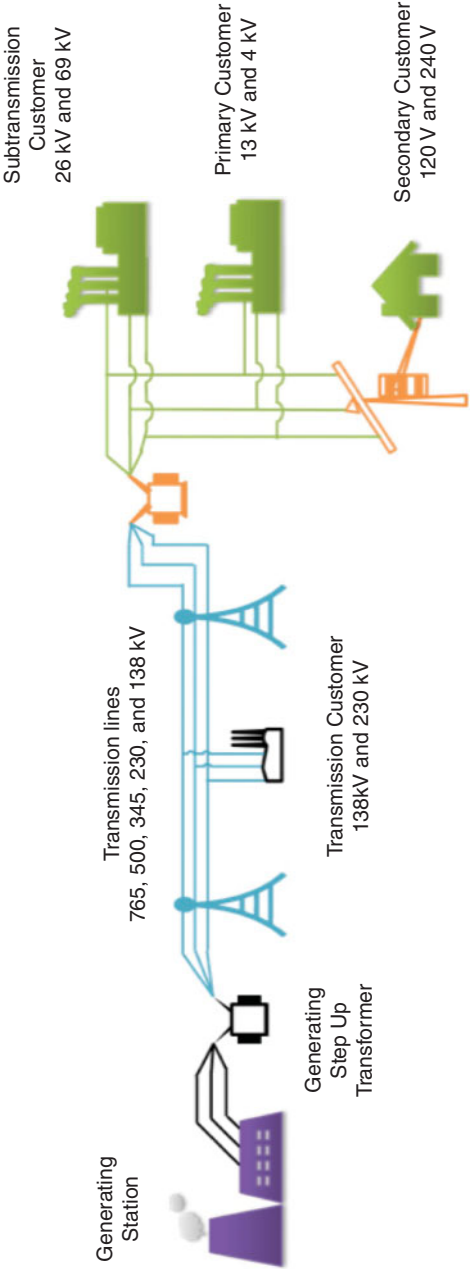 Generating
Station
Generating
Step Up
Transformer
Transmission lines
765, 500, 345, 230, and 138 kV
Transmission Customer
138kV and 230 kV
Subtransmission
Customer
26 kV and 69 kV
Primary Customer
13 kV and 4 kV
Secondary Customer
120 V and 240 V